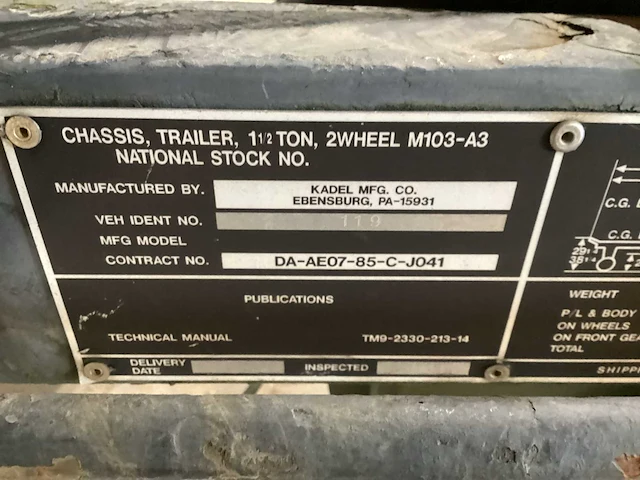 CHASSIS, TRAILER, 1 1/2 TON, 2WHEEL M103-A3
NATIONAL STOCK NO.
MANUFACTURED BY. KADEL MFG. CO.
EBENSBURG, PA-15931
VEH IDENT NO. 119
MFG MODEL
CONTRACT NO. DA-AE07-85-C-J041
PUBLICATIONS
TECHNICAL MANUAL TM9-2330-213-14
DELIVERY
DATE
INSPECTED
C.G.
C.G.
WEIGHT
P/L & BODY
ON WHEELS
ON FRONT
TOTAL